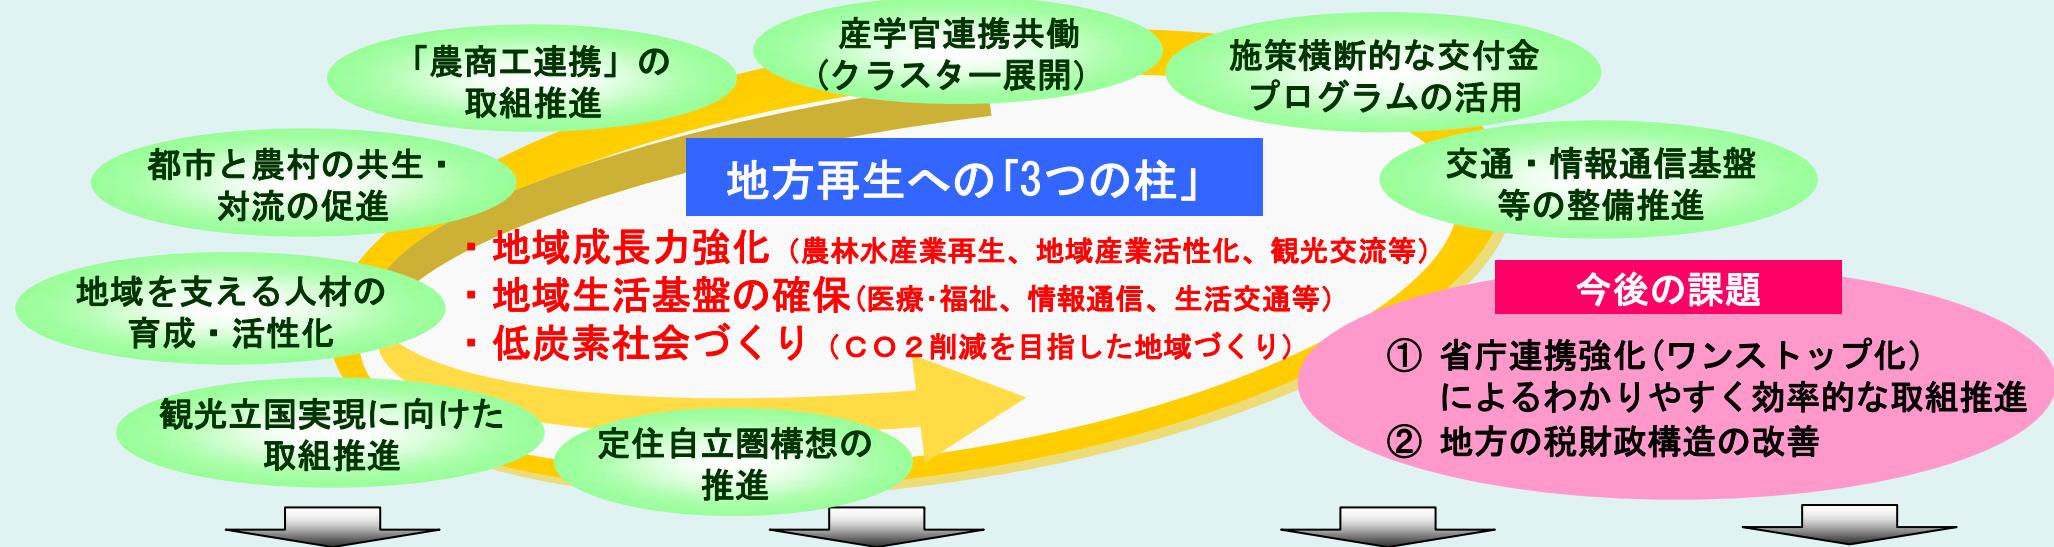 産学官連携共働
(クラスター展開)
「農商工連携」の
取組推進
施策横断的な交付金
プログラムの活用
都市と農村の共生・
対流の促進
交通・情報通信基盤
等の整備推進
地方再生への「3つの柱」
・地域成長力強化（農林水産業再生、地域産業活性化、観光交流等）
・地域生活基盤の確保(医療･福祉、情報通信、生活交通等)
・低炭素社会づくり（ＣＯ２削減を目指した地域づくり）
地域を支える人材の
育成・活性化
今後の課題
① 省庁連携強化(ワンストップ化)
によるわかりやすく効率的な取組推進
② 地方の税財政構造の改善
観光立国実現に向けた
取組推進
定住自立圏構想の
推進